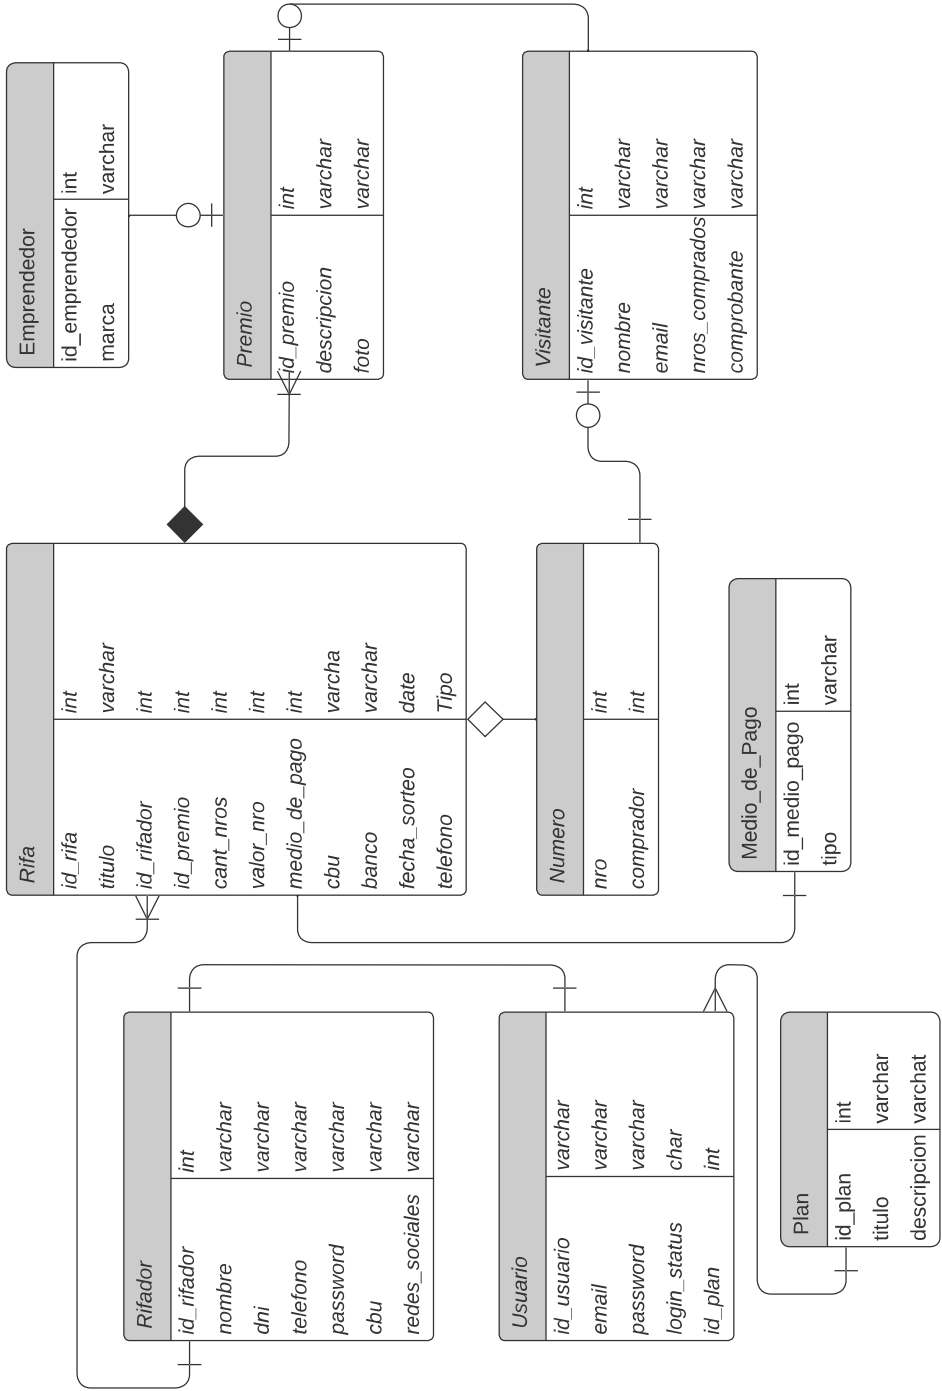 Rifador
id_rifador int
nombre varchar
dni varchar
telefono varchar
password varchar
cbu varchar
redes_sociales varchar
Rifa
id_rifa int
titulo varchar
id_rifador int
id_premio int
cant_nros int
valor_nro int
medio_de_pago int
cbu varcha
banco varchar
fecha_sorteo date
telefono Tipo
Emprendedor
id_emprendedor int
marca varchar
Premio
id_premio int
descripcion varchar
foto varchar
Usuario
id_usuario varchar
email varchar
password varchar
login_status char
id_plan int
Numero
nro int
comprador int
Visitante
id_visitante int
nombre varchar
email varchar
nros_comprados varchar
comprobante varchar
Plan
id_plan int
titulo varchar
descripcion varchat
Medio_de_Pago
id_medio_pago int
tipo varchar